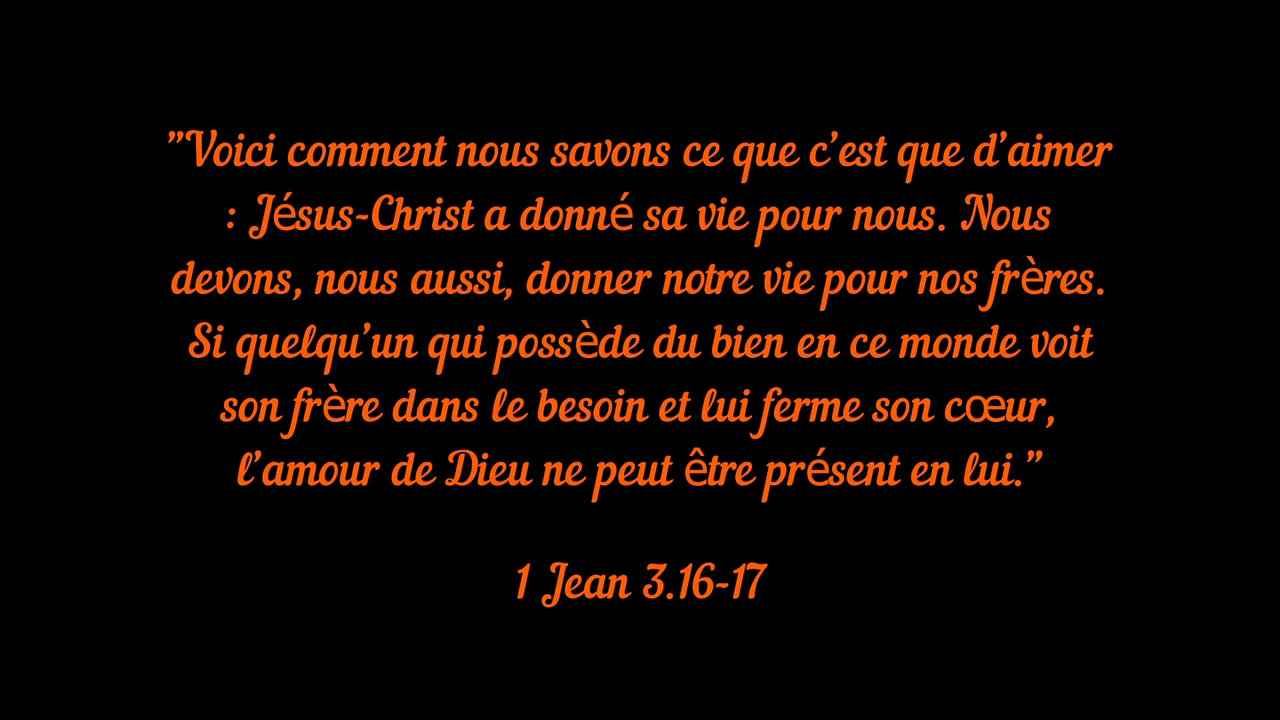 ”Voici comment nous savons ce que c’est que d’aimer
: Jésus-Christ a donné sa vie pour nous. Nous
devons, nous aussi, donner notre vie pour nos frères.
Si quelqu’un qui possède du bien en ce monde voit
son frère dans le besoin et lui ferme son cœur,
l’amour de Dieu ne peut être présent en lui.”
1 Jean 3.16-17